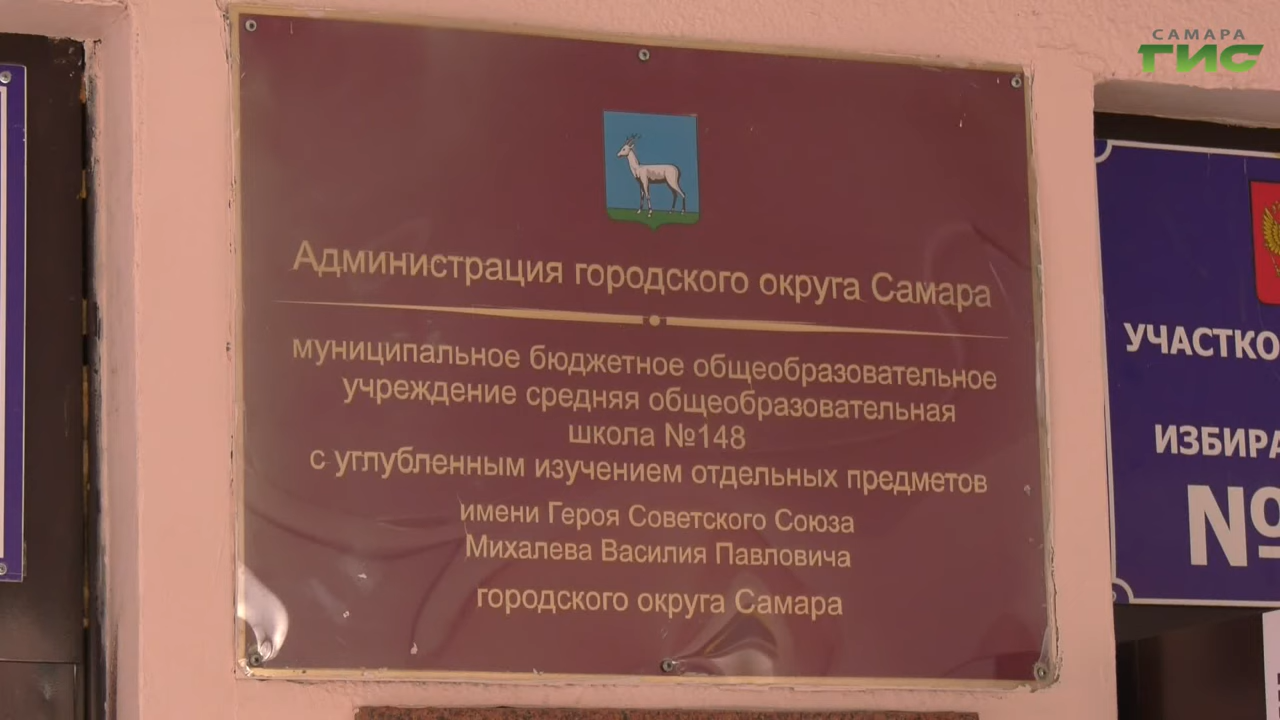 САМАРА
ГИС
Администрация городского округа Самара
муниципальное бюджетное общеобразовательное
учреждение средняя общеобразовательная
школа №148
с углубленным изучением отдельных предметов
имени Героя Советского Союза
Михалева Василия Павловича
городского округа Самара
УЧАСТКО
ИЗБИРА
№